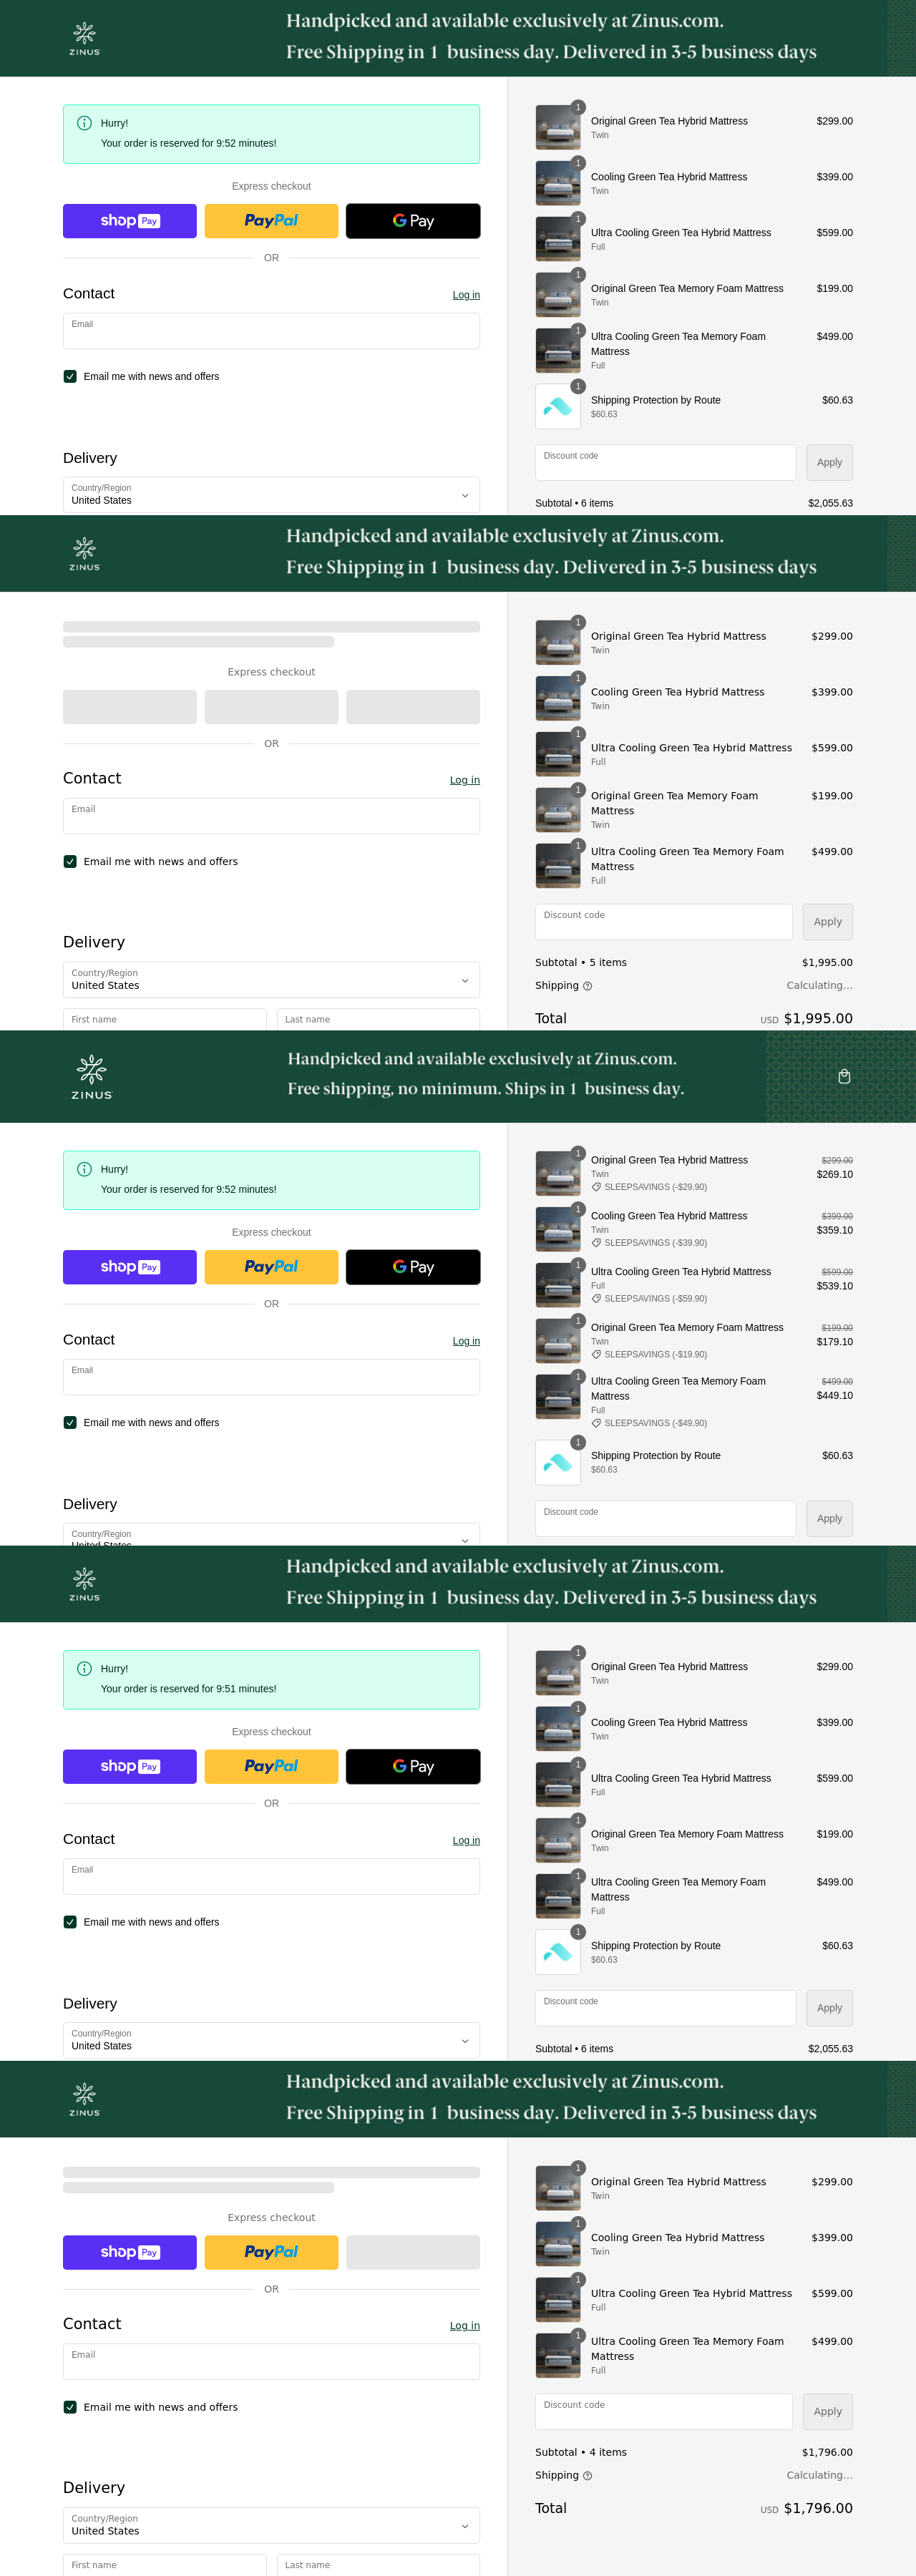 ZINUS
Handpicked and available exclusively at Zinus.com.
Free Shipping in 1 business day. Delivered in 3-5 business days
Hurry!
Your order is reserved for 9:52 minutes!
Express checkout
shop Pay
PayPal
G Pay
OR
Contact
Log in
Email
Email me with news and offers
Delivery
Country/Region
United States
1
Original Green Tea Hybrid Mattress
$299.00
Twin
1
Cooling Green Tea Hybrid Mattress
$399.00
Twin
1
Ultra Cooling Green Tea Hybrid Mattress
$599.00
Full
1
Original Green Tea Memory Foam Mattress
$199.00
Twin
1
Ultra Cooling Green Tea Memory Foam
Mattress
$499.00
Full
1
Shipping Protection by Route
$60.63
$60.63
Discount code
Apply
Subtotal • 6 items
$2,055.63
ZINUS
Handpicked and available exclusively at Zinus.com.
Free Shipping in 1 business day. Delivered in 3-5 business days
Express checkout
OR
Contact
Log in
Email
Email me with news and offers
Delivery
Country/Region
United States
First name
Last name
1
Original Green Tea Hybrid Mattress
$299.00
Twin
1
Cooling Green Tea Hybrid Mattress
$399.00
Twin
1
Ultra Cooling Green Tea Hybrid Mattress
$599.00
Full
1
Original Green Tea Memory Foam
Mattress
$199.00
Twin
1
Ultra Cooling Green Tea Memory Foam
Mattress
$499.00
Full
Discount code
Apply
Subtotal • 5 items
$1,995.00
Shipping
Calculating...
Total
USD $1,995.00
ZINUS
Handpicked and available exclusively at Zinus.com.
Free shipping, no minimum. Ships in 1 business day.
Hurry!
Your order is reserved for 9:52 minutes!
Express checkout
shop Pay
PayPal
G Pay
OR
Contact
Log in
Email
Email me with news and offers
Delivery
Country/Region
United States
1
Original Green Tea Hybrid Mattress
$299.00
Twin
$269.10
SLEEPSAVINGS (-$29.90)
1
Cooling Green Tea Hybrid Mattress
$399.00
Twin
$359.10
SLEEPSAVINGS (-$39.90)
1
Ultra Cooling Green Tea Hybrid Mattress
$599.00
Full
$539.10
SLEEPSAVINGS (-$59.90)
1
Original Green Tea Memory Foam Mattress
$199.00
Twin
$179.10
SLEEPSAVINGS (-$19.90)
1
Ultra Cooling Green Tea Memory Foam
$499.00
Mattress
$449.10
Full
SLEEPSAVINGS (-$49.90)
1
Shipping Protection by Route
$60.63
$60.63
Discount code
Apply
ZINUS
Handpicked and available exclusively at Zinus.com.
Free Shipping in 1 business day. Delivered in 3-5 business days
Hurry!
Your order is reserved for 9:51 minutes!
Express checkout
shop Pay
PayPal
G Pay
OR
Contact
Log in
Email
Email me with news and offers
Delivery
Country/Region
United States
1
Original Green Tea Hybrid Mattress
$299.00
Twin
1
Cooling Green Tea Hybrid Mattress
$399.00
Twin
1
Ultra Cooling Green Tea Hybrid Mattress
$599.00
Full
1
Original Green Tea Memory Foam Mattress
$199.00
Twin
1
Ultra Cooling Green Tea Memory Foam
Mattress
$499.00
Full
1
Shipping Protection by Route
$60.63
$60.63
Discount code
Apply
Subtotal • 6 items
$2,055.63
ZINUS
Handpicked and available exclusively at Zinus.com.
Free Shipping in 1 business day. Delivered in 3-5 business days
Express checkout
shop Pay
PayPal
OR
Contact
Log in
Email
Email me with news and offers
Delivery
Country/Region
United States
First name
Last name
1
Original Green Tea Hybrid Mattress
$299.00
Twin
1
Cooling Green Tea Hybrid Mattress
$399.00
Twin
1
Ultra Cooling Green Tea Hybrid Mattress
$599.00
Full
1
Ultra Cooling Green Tea Memory Foam
Mattress
$499.00
Full
Discount code
Apply
Subtotal • 4 items
$1,796.00
Shipping
Calculating...
Total
USD $1,796.00